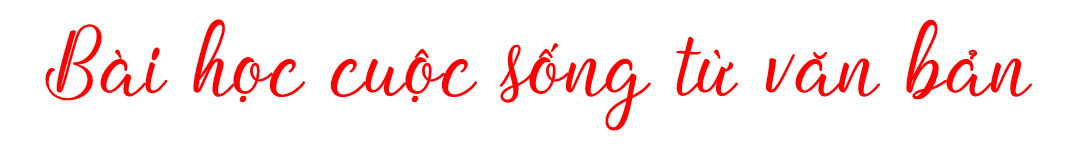 Bài học cuộc sống từ văn bản